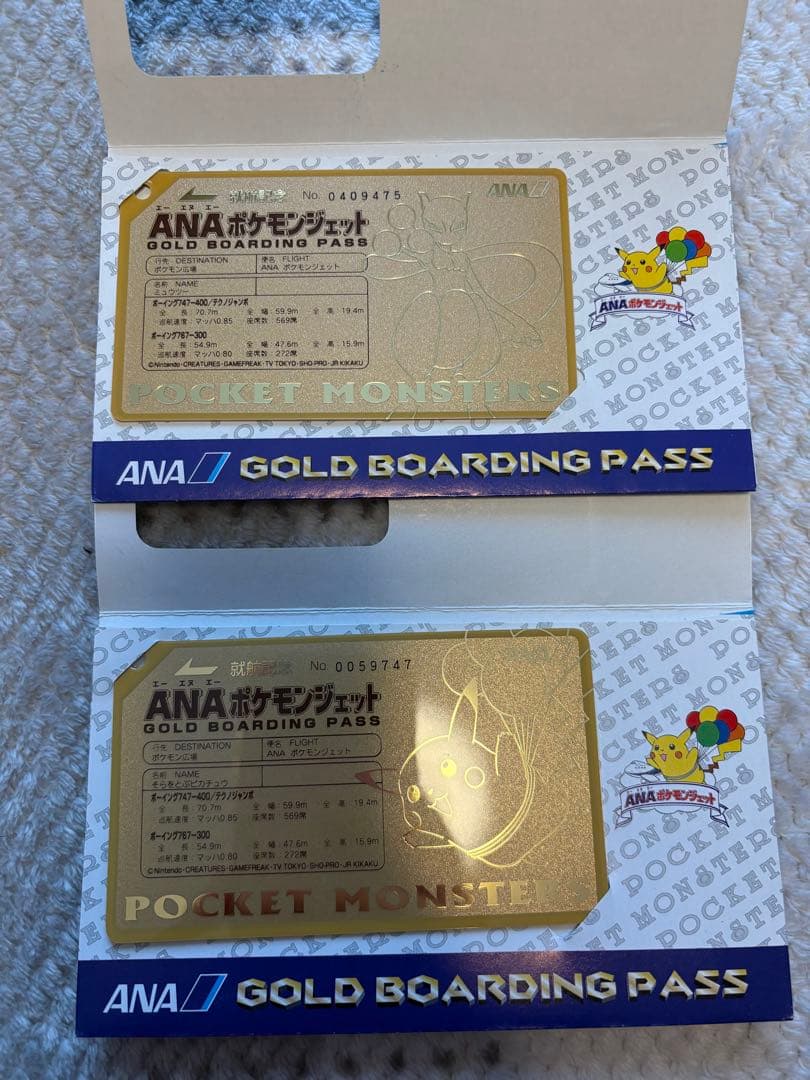 就航記念 No. 0409475 ANA
エー エヌ エー
ANAポケモンジェット
GOLD BOARDING PASS
行先 DESTINATION 便名 FLIGHT
ポケモン広場 ANA ポケモンジェット
名前 NAME
ミュウツー
ボーイング747-400/テクノジャンボ
全 長:70.7m 全 幅:59.9m 全 高:19.4m
巡航速度:マッハ0.85 座席数:569席
ボーイング767-300
全 長:54.9m 全 幅:47.6m 全 高:15.9m
巡航速度:マッハ0.80 座席数:272席
©Nintendo·CREATURES·GAMEFREAK·TV TOKYO·SHO-PRO·JR KIKAKU
POCKET MONSTERS
ANAポケモンジェット
POCKET MONSTERS
ANA GOLD BOARDING PASS
就航記念 No. 0059747 ANA
エー エヌ エー
ANAポケモンジェット
GOLD BOARDING PASS
行先 DESTINATION 便名 FLIGHT
ポケモン広場 ANA ポケモンジェット
名前 NAME
そらをとぶピカチュウ
ボーイング747-400/テクノジャンボ
全 長:70.7m 全 幅:59.9m 全 高:19.4m
巡航速度:マッハ0.85 座席数:569席
ボーイング767-300
全 長:54.9m 全 幅:47.6m 全 高:15.9m
巡航速度:マッハ0.80 座席数:272席
©Nintendo·CREATURES·GAMEFREAK·TV TOKYO·SHO-PRO·JR KIKAKU
POCKET MONSTERS
ANAポケモンジェット
POCKET MONSTERS
ANA GOLD BOARDING PASS